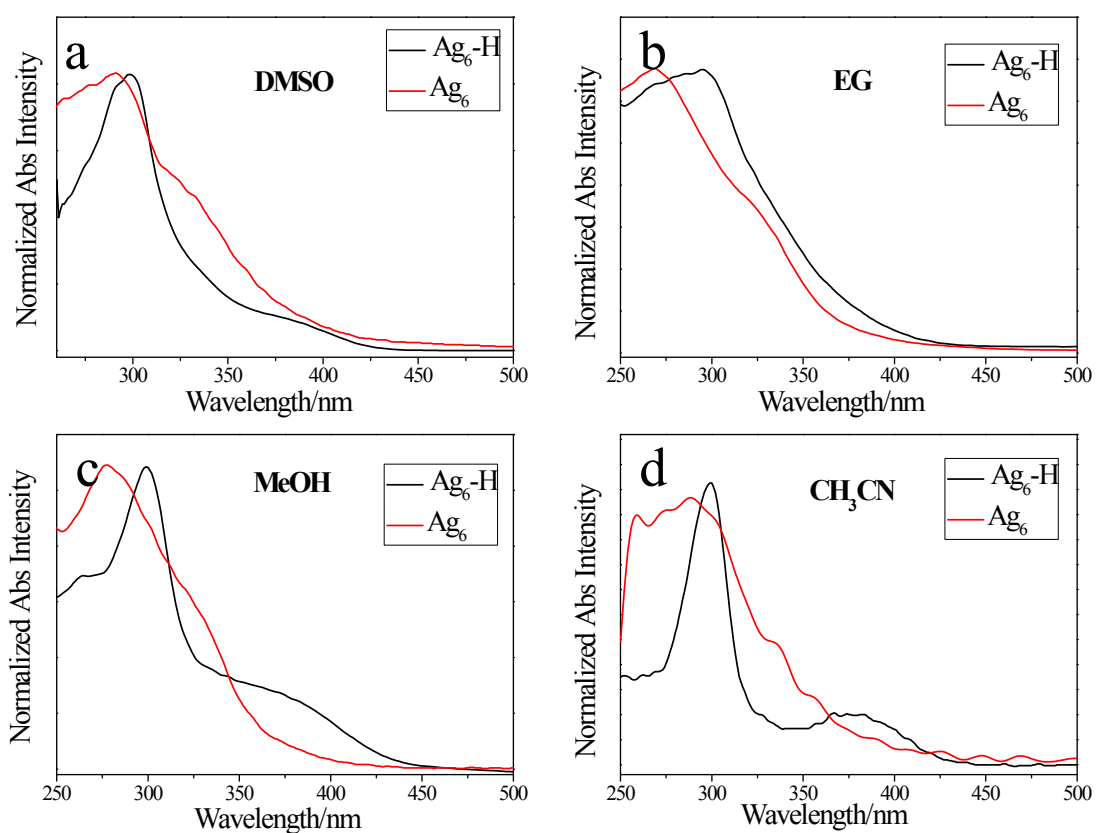 a
DMSO
Ag₆-H
Ag₆
Normalized Abs Intensity
300 350 400 450 500
Wavelength/nm
b
EG
Ag₆-H
Ag₆
Normalized Abs Intensity
250 300 350 400 450 500
Wavelength/nm
c
MeOH
Ag₆-H
Ag₆
Normalized Abs Intensity
250 300 350 400 450 500
Wavelength/nm
d
CH₃CN
Ag₆-H
Ag₆
Normalized Abs Intensity
250 300 350 400 450 500
Wavelength/nm